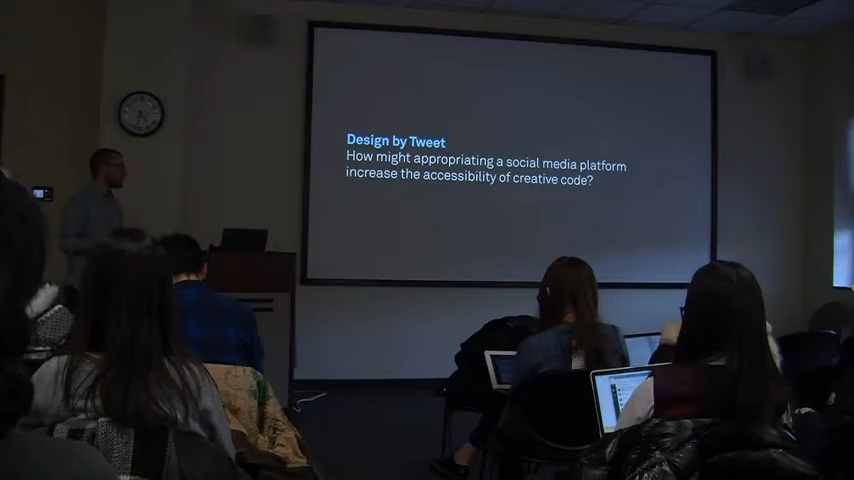 Design by Tweet
How might appropriating a social media platform
increase the accessibility of creative code?